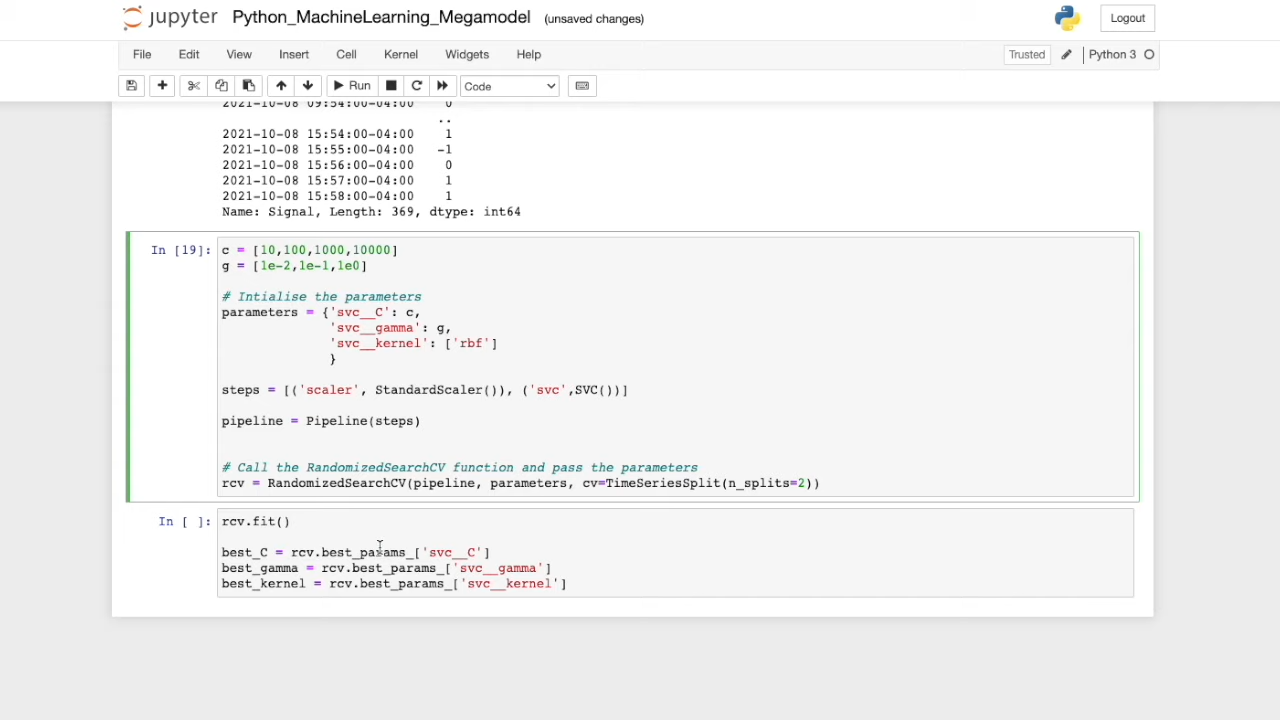 jupyter Python_MachineLearning_Megamodel (unsaved changes) Logout
File Edit View Insert Cell Kernel Widgets Help Trusted Python 3
Run Code
2021-10-08 09:54:00-04:00 0
..
2021-10-08 15:54:00-04:00 1
2021-10-08 15:55:00-04:00 -1
2021-10-08 15:56:00-04:00 0
2021-10-08 15:57:00-04:00 1
2021-10-08 15:58:00-04:00 1
Name: Signal, Length: 369, dtype: int64
In [19]: c = [10,100,1000,10000]
g = [1e-2,1e-1,1e0]
# Intialise the parameters
parameters = {'svc__C': c,
'svc__gamma': g,
'svc__kernel': ['rbf']
}
steps = [('scaler', StandardScaler()), ('svc',SVC())]
pipeline = Pipeline(steps)
# Call the RandomizedSearchCV function and pass the parameters
rcv = RandomizedSearchCV(pipeline, parameters, cv=TimeSeriesSplit(n_splits=2))
In [ ]: rcv.fit()
best_C = rcv.best_params_['svc__C']
best_gamma = rcv.best_params_['svc__gamma']
best_kernel = rcv.best_params_['svc__kernel']